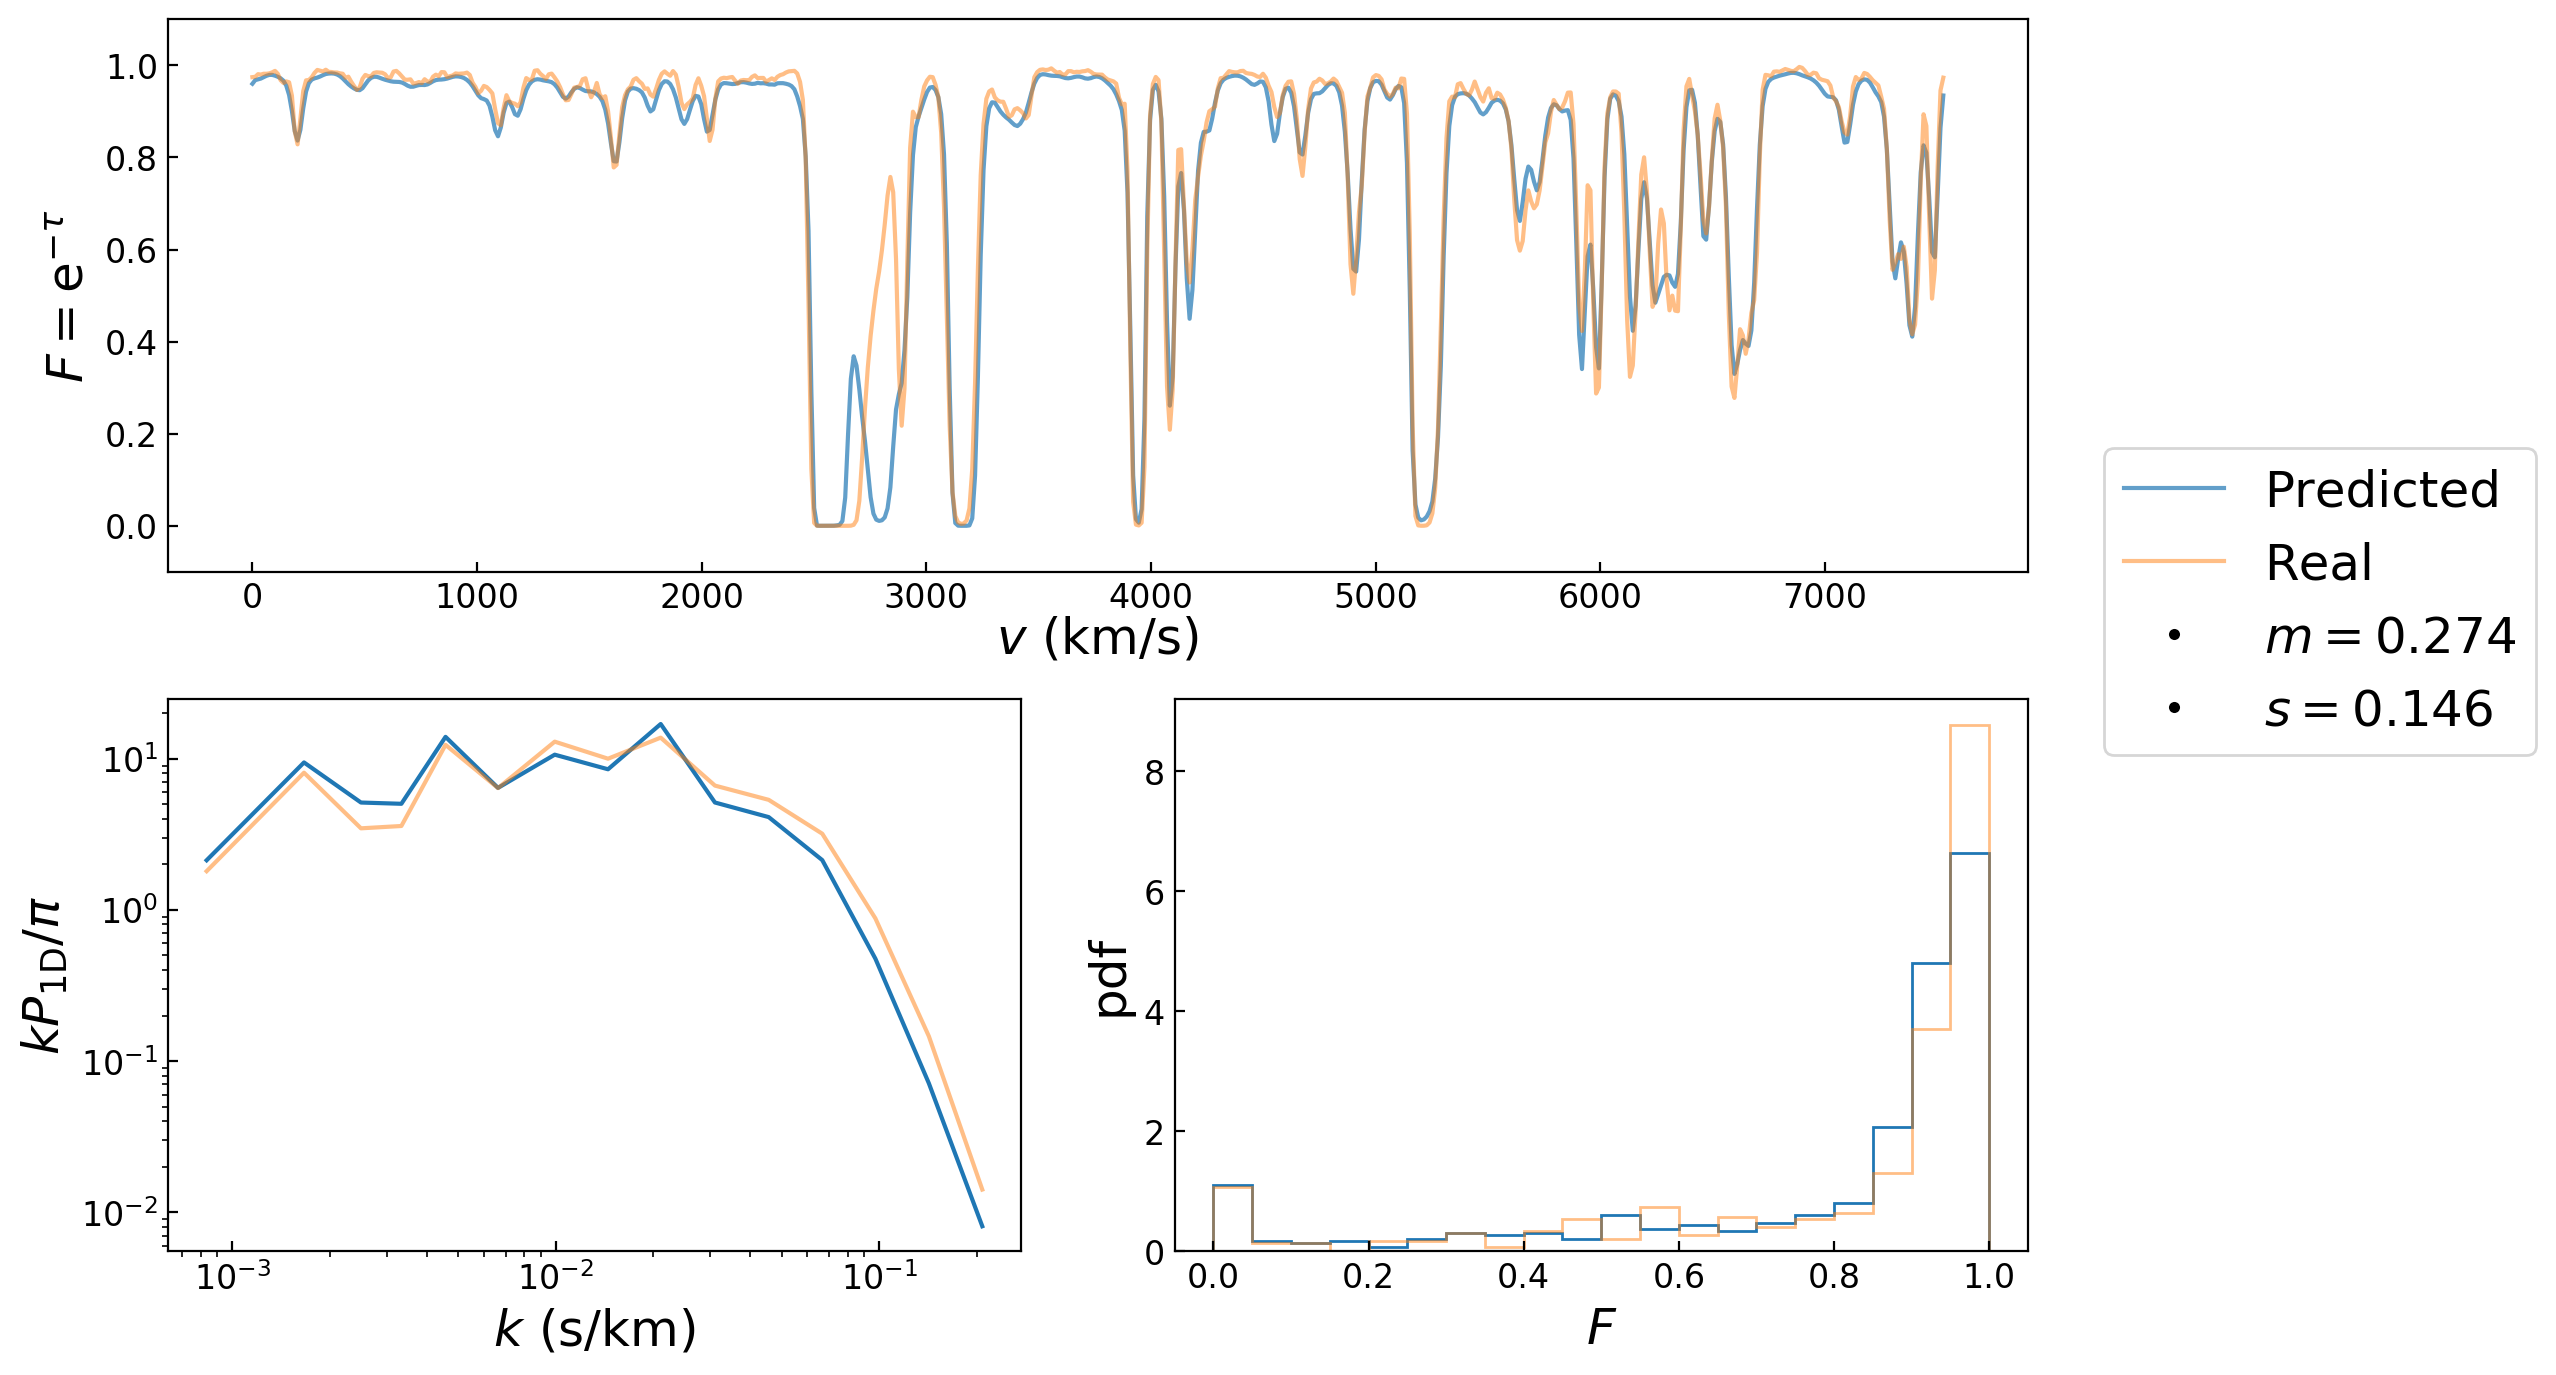 1.0
0.8
0.6
0.4
0.2
0.0
F = e^{−τ}
0 1000 2000 3000 4000 5000 6000 7000
v (km/s)
Predicted
Real
m = 0.274
s = 0.146
10^1
10^0
10^{−1}
10^{−2}
kP_{1D}/π
10^{−3} 10^{−2} 10^{−1}
k (s/km)
8
6
4
2
0
pdf
0.0 0.2 0.4 0.6 0.8 1.0
F